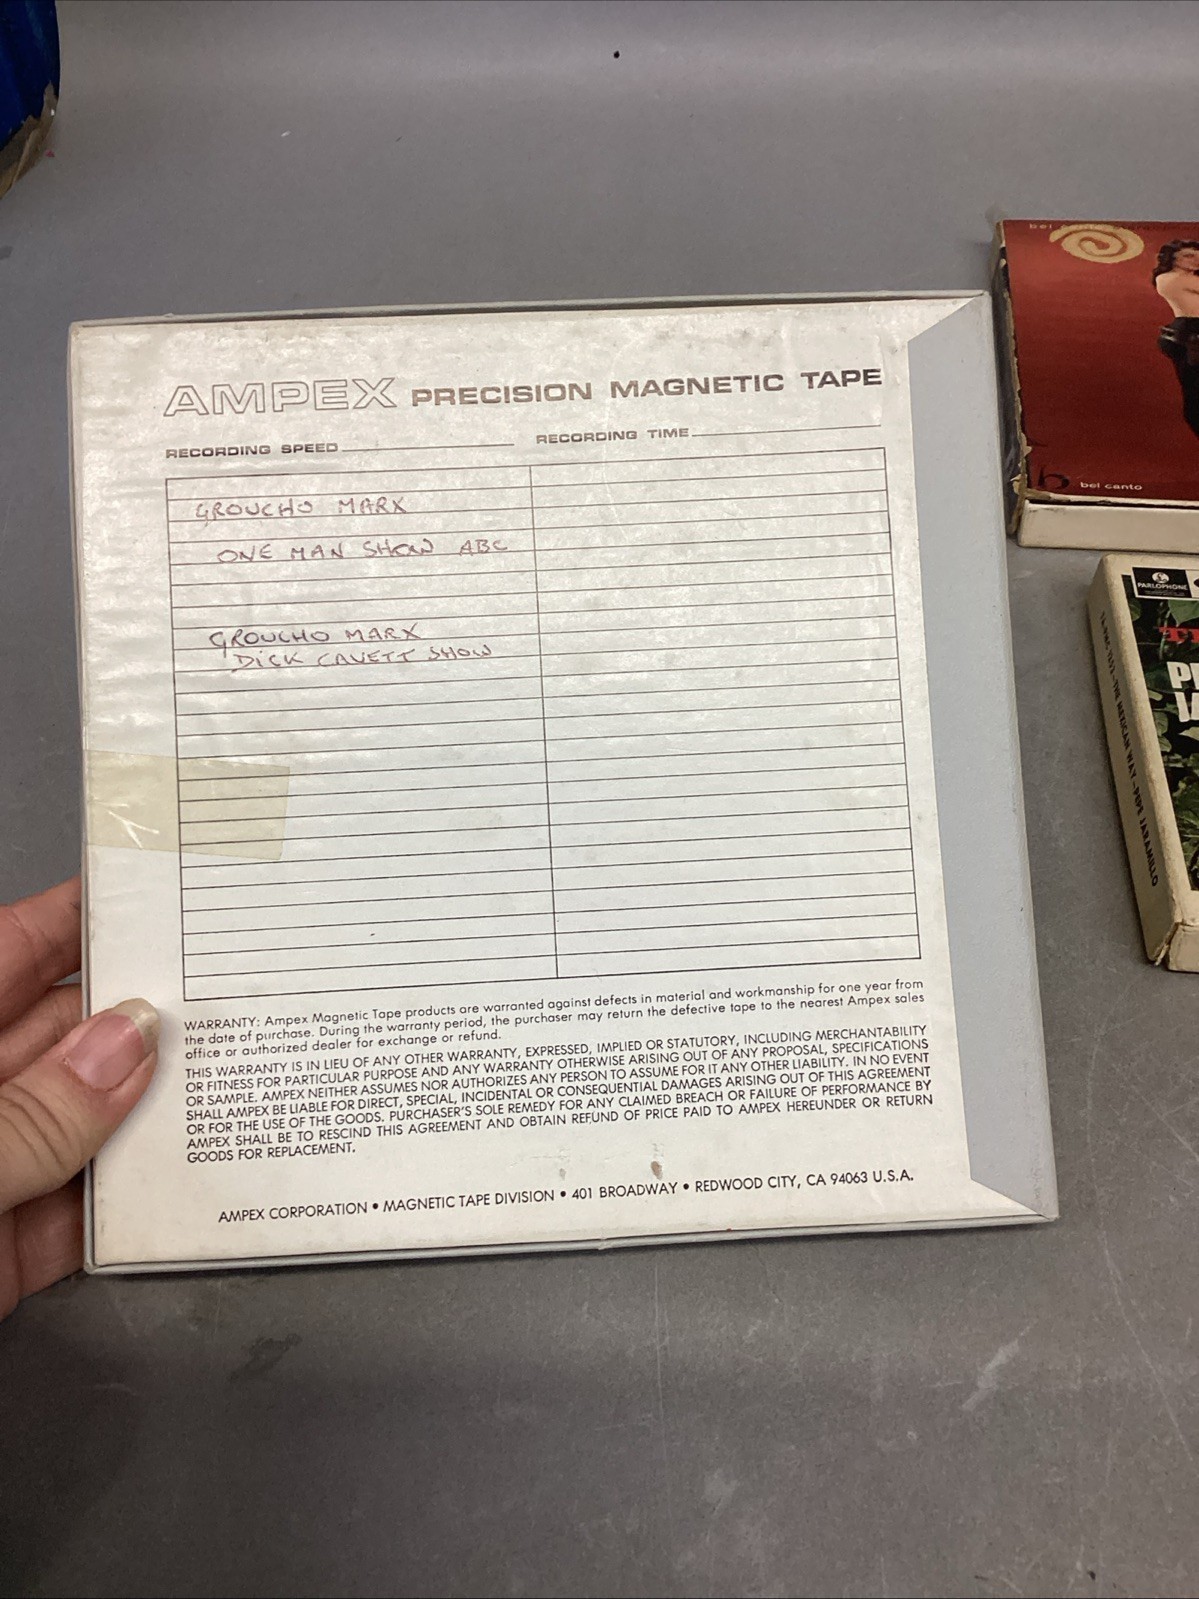 AMPEX PRECISION MAGNETIC TAPE
RECORDING SPEED
RECORDING TIME
GROUCHO MARX
ONE MAN SHOW ABC
GROUCHO MARX
DICK CAVETT SHOW
WARRANTY: Ampex Magnetic Tape products are warranted against defects in material and workmanship for one year from
the date of purchase. During the warranty period, the purchaser may return the defective tape to the nearest Ampex sales
office or authorized dealer for exchange or refund.
THIS WARRANTY IS IN LIEU OF ANY OTHER WARRANTY, EXPRESSED, IMPLIED OR STATUTORY, INCLUDING MERCHANTABILITY
OR FITNESS FOR PARTICULAR PURPOSE AND ANY WARRANTY OTHERWISE ARISING OUT OF ANY PROPOSAL, SPECIFICATIONS
OR SAMPLE. AMPEX NEITHER ASSUMES NOR AUTHORIZES ANY PERSON TO ASSUME FOR IT ANY OTHER LIABILITY. IN NO EVENT
SHALL AMPEX BE LIABLE FOR DIRECT, SPECIAL, INCIDENTAL OR CONSEQUENTIAL DAMAGES ARISING OUT OF THIS AGREEMENT
OR FOR THE USE OF THE GOODS. PURCHASER'S SOLE REMEDY FOR ANY CLAIMED BREACH OR FAILURE OF PERFORMANCE BY
AMPEX SHALL BE TO RESCIND THIS AGREEMENT AND OBTAIN REFUND OF PRICE PAID TO AMPEX HEREUNDER OR RETURN
GOODS FOR REPLACEMENT.
AMPEX CORPORATION • MAGNETIC TAPE DIVISION • 401 BROADWAY • REDWOOD CITY, CA 94063 U.S.A.
bel canto
b
bel canto
PARLOPHONE
THE MEXICAN WAY—PEPE JARAMILLO